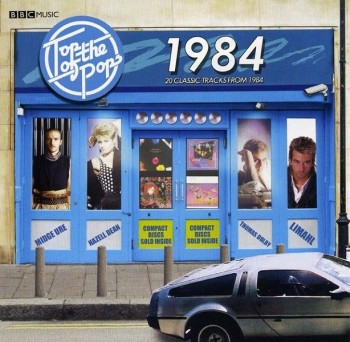 BBC MUSIC
TOP OF THE POPS
1984
20 CLASSIC TRACKS FROM 1984
MIDGE URE
HAZELL DEAN
COMPACT
DISCS
SOLD INSIDE
COMPACT
DISCS
SOLD INSIDE
THOMAS DOLBY
LIMAHL